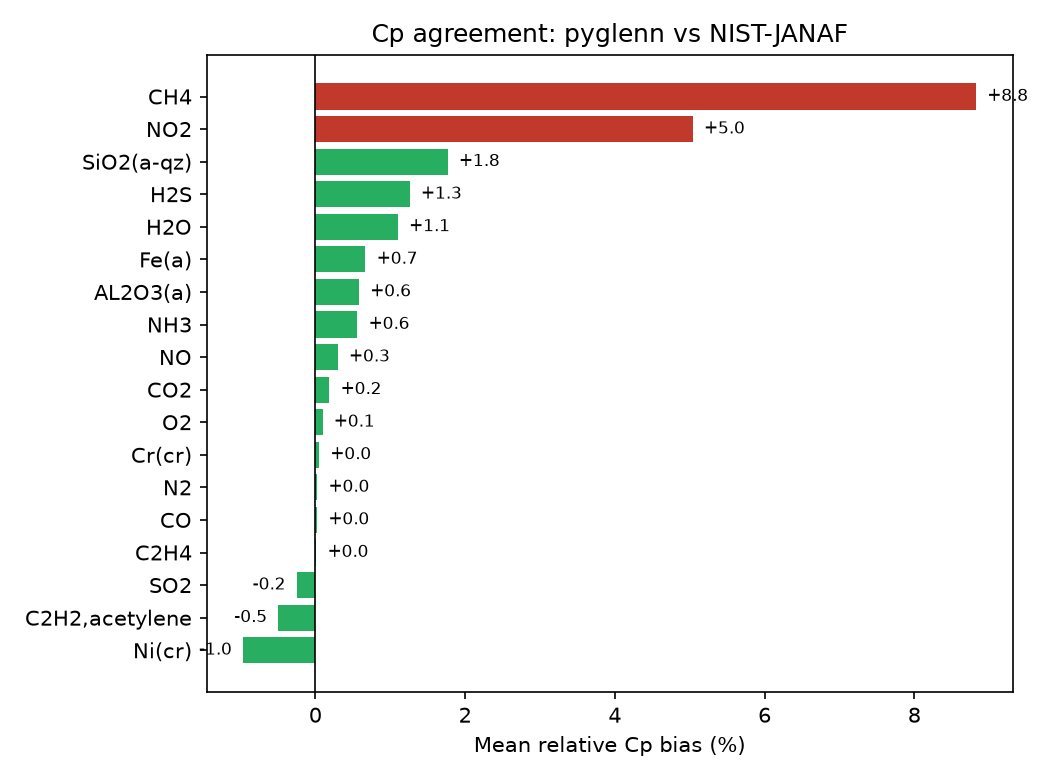 Cp agreement: pyglenn vs NIST-JANAF
CH4 +8.8
NO2 +5.0
SiO2(a-qz) +1.8
H2S +1.3
H2O +1.1
Fe(a) +0.7
AL2O3(a) +0.6
NH3 +0.6
NO +0.3
CO2 +0.2
O2 +0.1
Cr(cr) +0.0
N2 +0.0
CO +0.0
C2H4 +0.0
SO2 -0.2
C2H2,acetylene -0.5
Ni(cr) -1.0
0 2 4 6 8
Mean relative Cp bias (%)